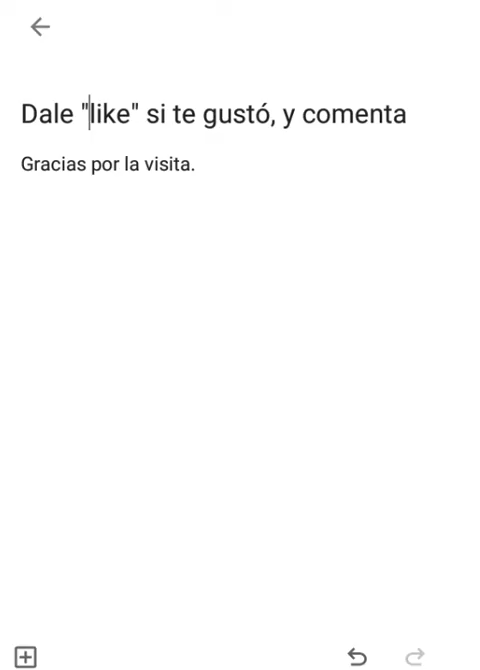 Dale "like" si te gustó, y comenta
Gracias por la visita.